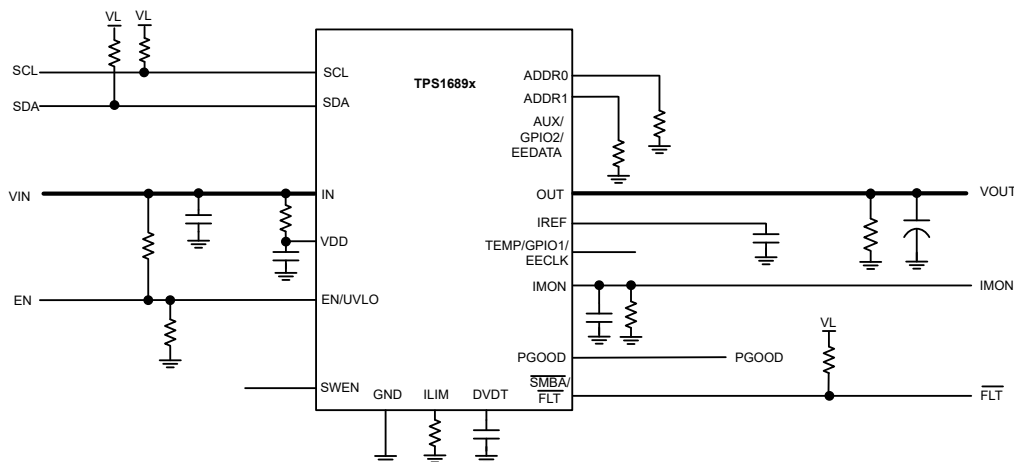 VL
VL
SCL
SCL
TPS1689x
ADDR0
SDA
SDA
ADDR1
AUX/
GPIO2/
EEDATA
VIN
IN
OUT
VOUT
IREF
VDD
TEMP/GPIO1/
EECLK
IMON
IMON
EN
EN/UVLO
VL
PGOOD
PGOOD
SWEN
SMBA/
FLT
FLT
GND
ILIM
DVDT